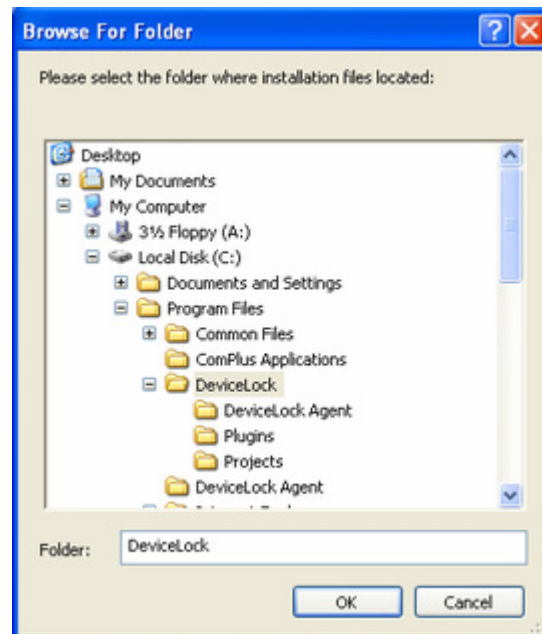 Browse For Folder
Please select the folder where installation files located:
Desktop
My Documents
My Computer
3½ Floppy (A:)
Local Disk (C:)
Documents and Settings
Program Files
Common Files
ComPlus Applications
DeviceLock
DeviceLock Agent
Plugins
Projects
DeviceLock Agent
Folder: DeviceLock
OK Cancel